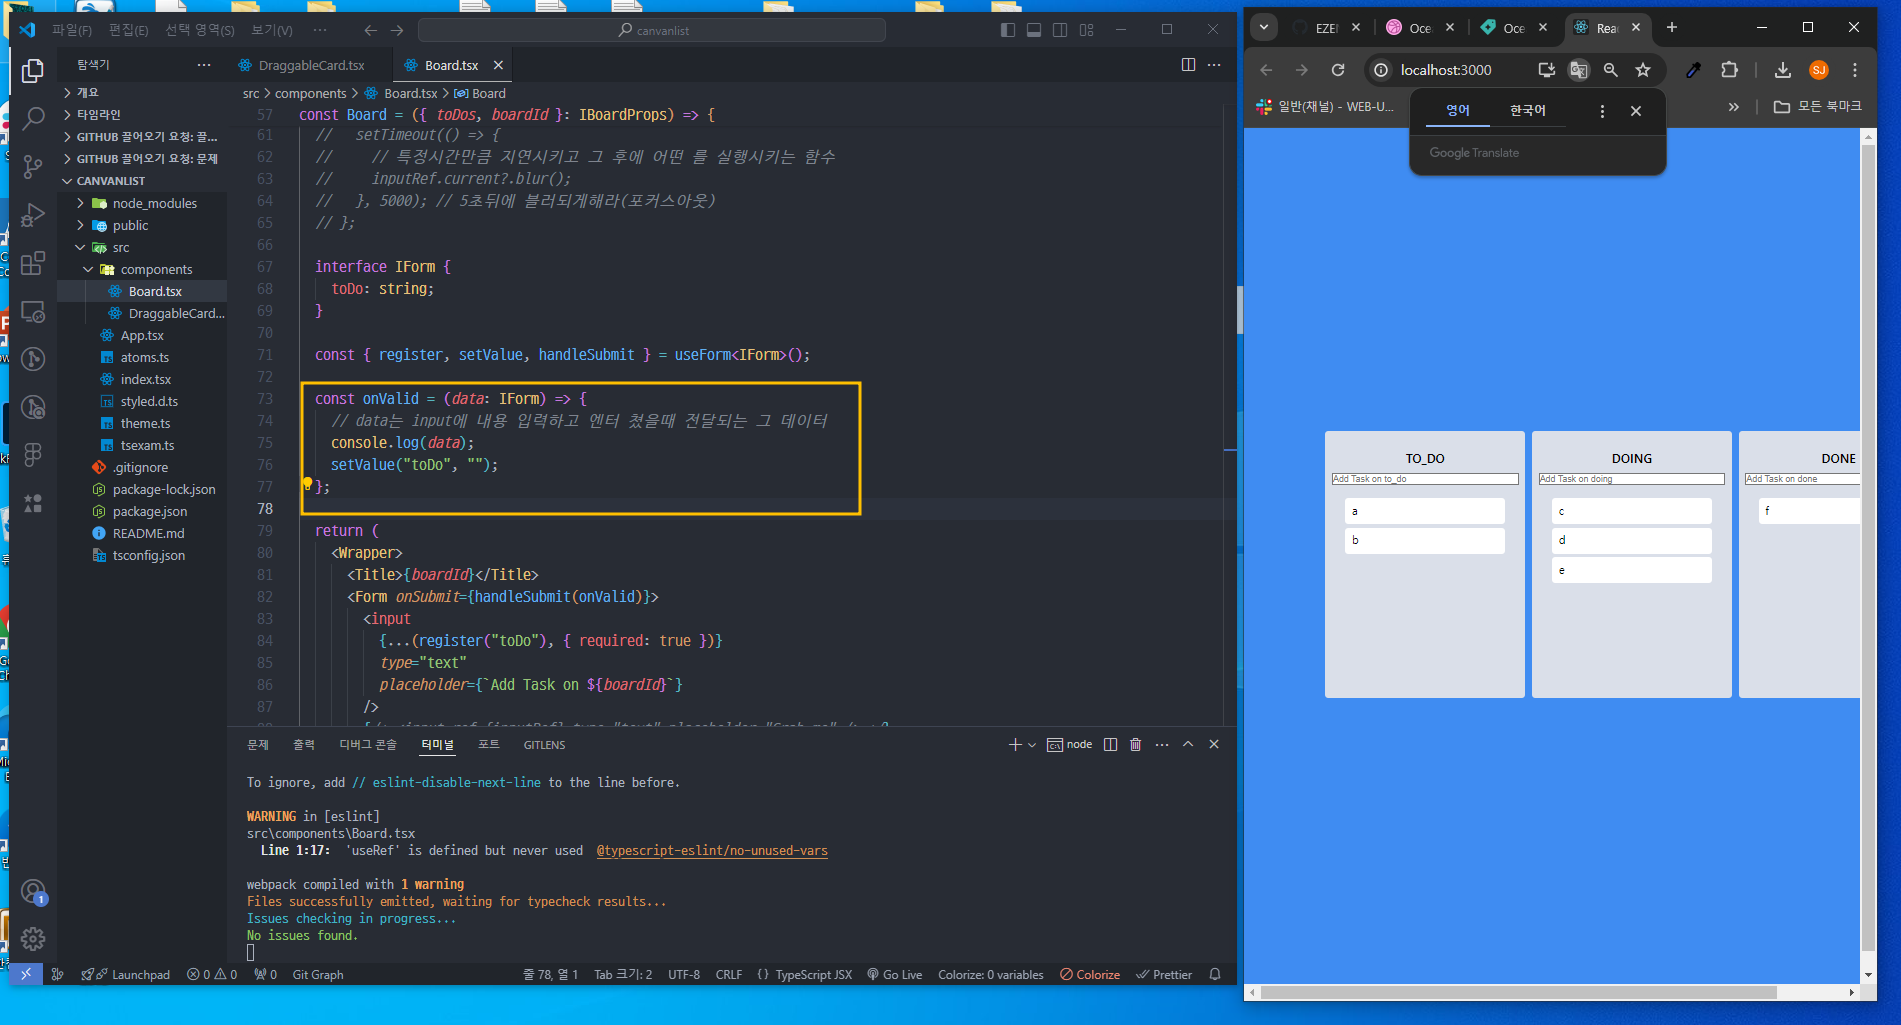 파일(F) 편집(E) 선택 영역(S) 보기(V) ··· canvanlist
탐색기 ···
개요
타임라인
GITHUB 끌어오기 요청: 끌...
GITHUB 끌어오기 요청: 문제
CANVANLIST
node_modules
public
src
components
Board.tsx
DraggableCard...
App.tsx
atoms.ts
index.tsx
styled.d.ts
theme.ts
tsexam.ts
.gitignore
package-lock.json
package.json
README.md
tsconfig.json
DraggableCard.tsx Board.tsx
src > components > Board.tsx > Board
57 const Board = ({ toDos, boardId }: IBoardProps) => {
61 // setTimeout(() => {
62 // // 특정시간만큼 지연시키고 그 후에 어떤 를 실행시키는 함수
63 // inputRef.current?.blur();
64 // }, 5000); // 5초뒤에 블러되게해라(포커스아웃)
65 // };
66
67 interface IForm {
68 toDo: string;
69 }
70
71 const { register, setValue, handleSubmit } = useForm<IForm>();
72
73 const onValid = (data: IForm) => {
74 // data는 input에 내용 입력하고 엔터 쳤을때 전달되는 그 데이터
75 console.log(data);
76 setValue("toDo", "");
77 };
78
79 return (
80 <Wrapper>
81 <Title>{boardId}</Title>
82 <Form onSubmit={handleSubmit(onValid)}>
83 <input
84 {...(register("toDo"), { required: true })}
85 type="text"
86 placeholder={`Add Task on ${boardId}`}
87 />
문제 출력 디버그 콘솔 터미널 포트 GITLENS
node
To ignore, add // eslint-disable-next-line to the line before.
WARNING in [eslint]
src\components\Board.tsx
Line 1:17: 'useRef' is defined but never used @typescript-eslint/no-unused-vars
webpack compiled with 1 warning
Files successfully emitted, waiting for typecheck results...
Issues checking in progress...
No issues found.
1
Launchpad 0 0 0 Git Graph 줄 78, 열 1 Tab 크기: 2 UTF-8 CRLF {} TypeScript JSX Go Live Colorize: 0 variables Colorize Prettier
EZE Oce Oce Rea
localhost:3000 SJ
일반(채널) - WEB-U... 모든 북마크
영어 한국어
Google Translate
TO_DO
Add Task on to_do
a
b
DOING
Add Task on doing
c
d
e
DONE
Add Task on done
f